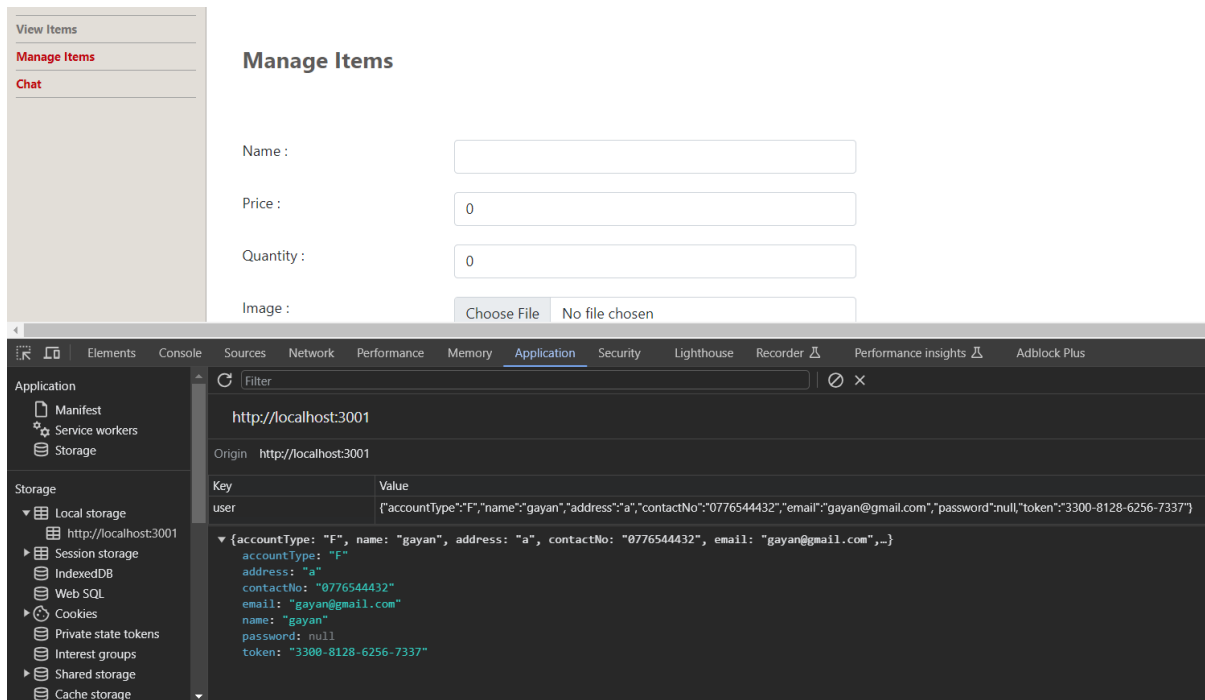 View Items
Manage Items
Chat
Manage Items
Name :
Price :
0
Quantity :
0
Image :
Choose File No file chosen
Elements Console Sources Network Performance Memory Application Security Lighthouse Recorder Performance insights Adblock Plus
Application
Manifest
Service workers
Storage
Storage
Local storage
http://localhost:3001
Session storage
IndexedDB
Web SQL
Cookies
Private state tokens
Interest groups
Shared storage
Cache storage
Filter
http://localhost:3001
Origin http://localhost:3001
Key Value
user {"accountType":"F","name":"gayan","address":"a","contactNo":"0776544432","email":"gayan@gmail.com","password":null,"token":"3300-8128-6256-7337"}
{accountType: "F", name: "gayan", address: "a", contactNo: "0776544432", email: "gayan@gmail.com",…}
accountType: "F"
address: "a"
contactNo: "0776544432"
email: "gayan@gmail.com"
name: "gayan"
password: null
token: "3300-8128-6256-7337"